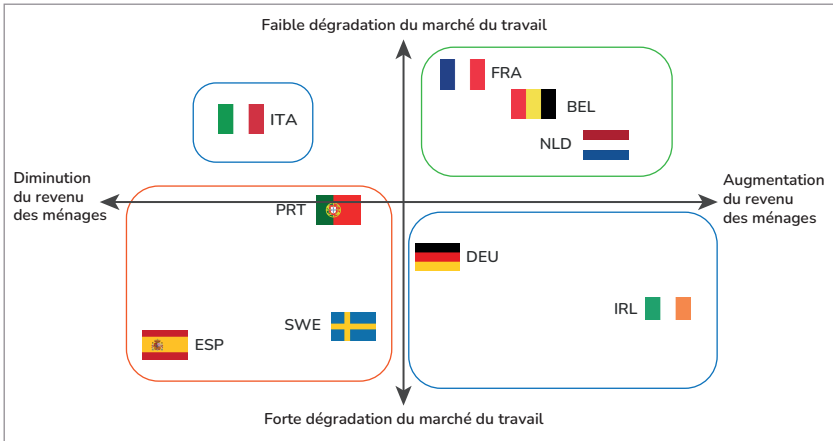 Faible dégradation du marché du travail
FRA
BEL
ITA
NLD
Diminution
du revenu
des ménages
Augmentation
du revenu
des ménages
PRT
DEU
IRL
SWE
ESP
Forte dégradation du marché du travail